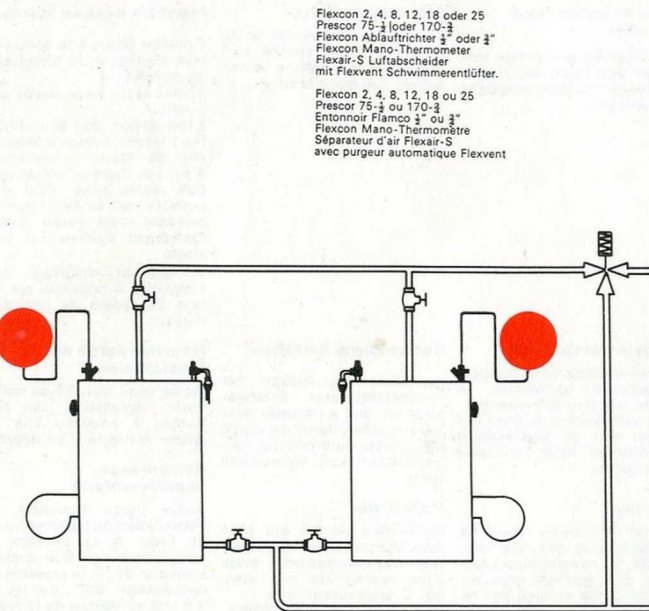 Flexcon 2, 4, 8, 12, 18 oder 25
Prescor 75-½ oder 170-¾
Flexcon Ablauftrichter ½" oder ¾"
Flexcon Mano-Thermometer
Flexair-S Luftabscheider
mit Flexvent Schwimmerentlüfter.
Flexcon 2, 4, 8, 12, 18 ou 25
Prescor 75-½ ou 170-¾
Entonnoir Flamco ½" ou ¾"
Flexcon Mano-Thermomètre
Séparateur d'air Flexair-S
avec purgeur automatique Flexvent